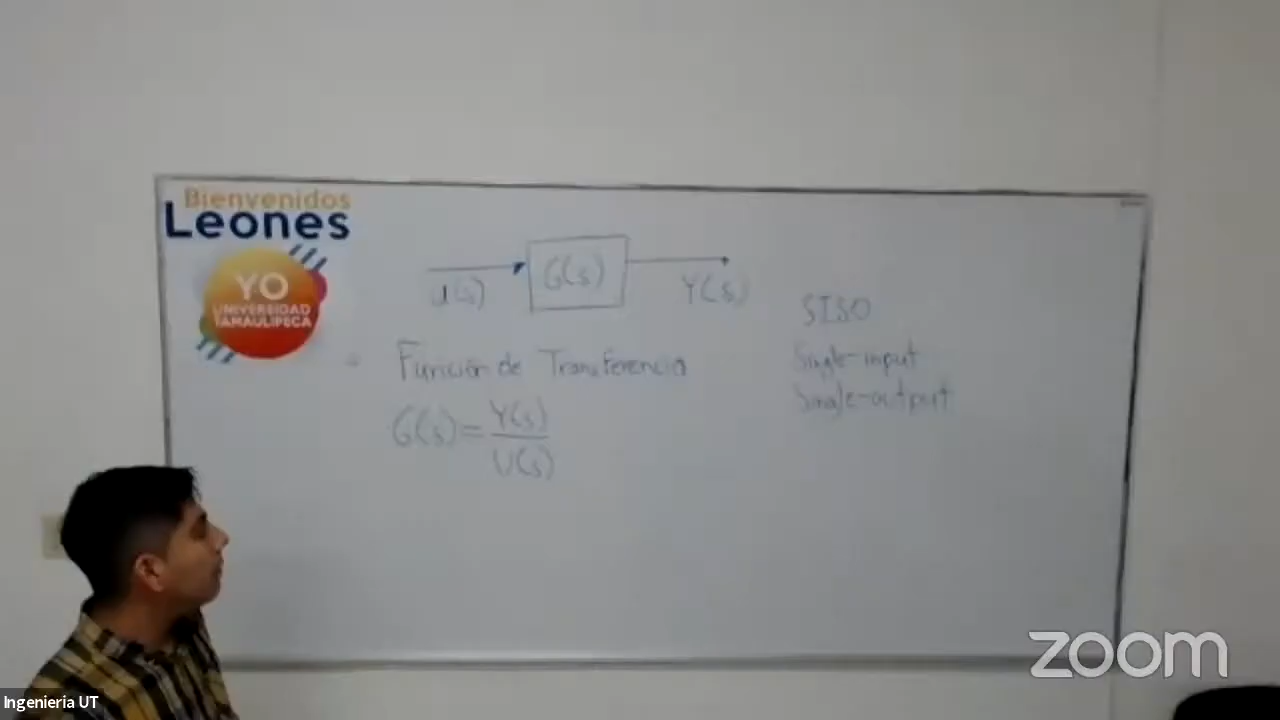 Bienvenidos
Leones
YO
UNIVERSIDAD
TAMAULIPECA
U(s)
G(s)
Y(s)
SISO
Single-input
Single-output
= Función de Transferencia
G(s)=Y(s)
U(s)
zoom
Ingenieria UT